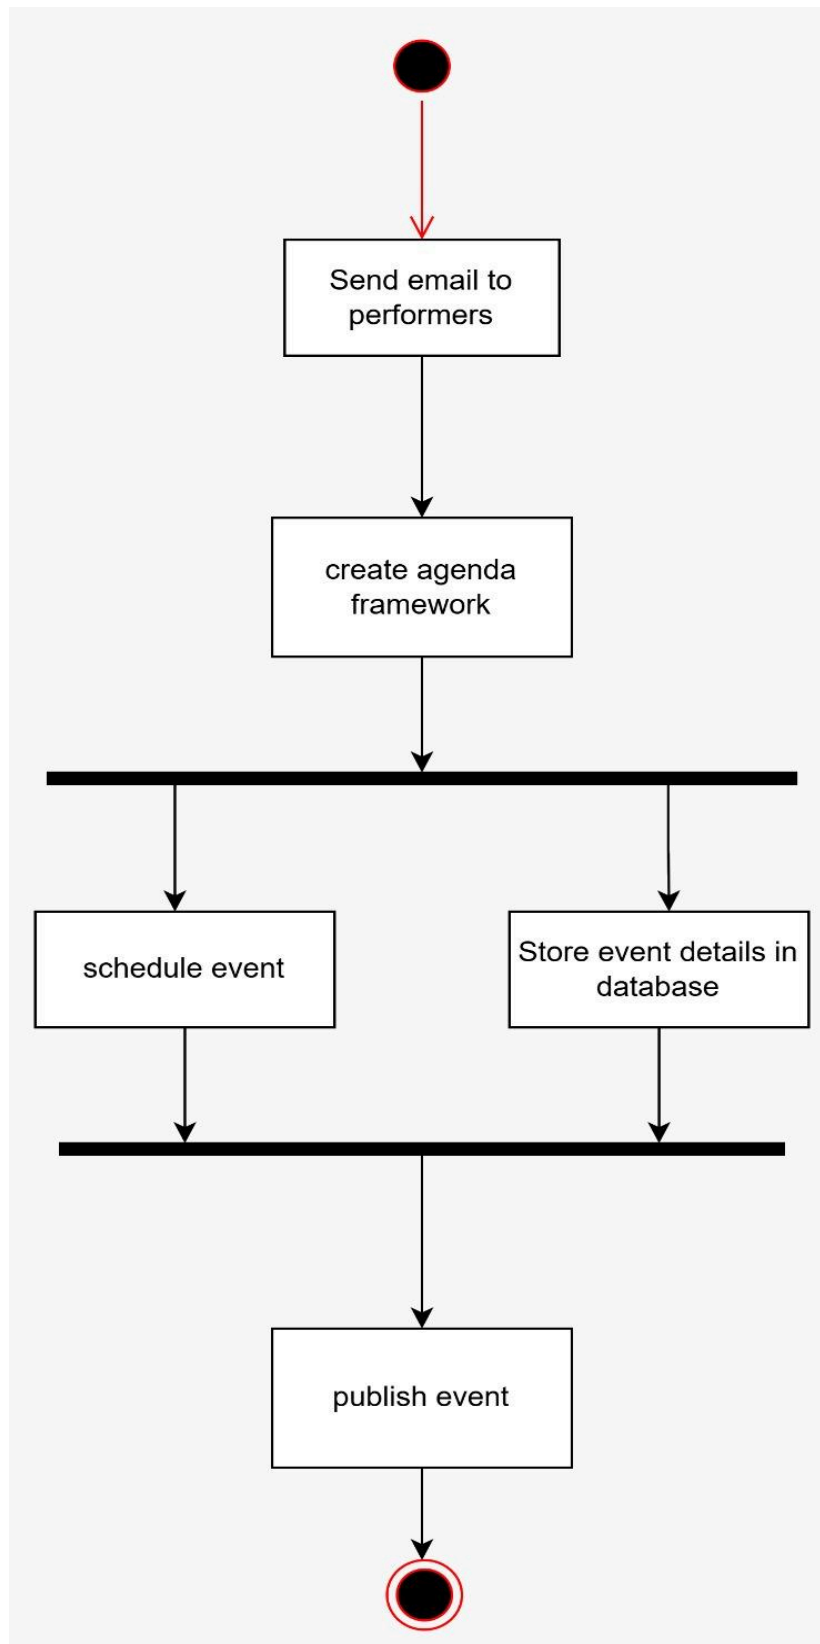 Send email to
performers
create agenda
framework
schedule event
Store event details in
database
publish event